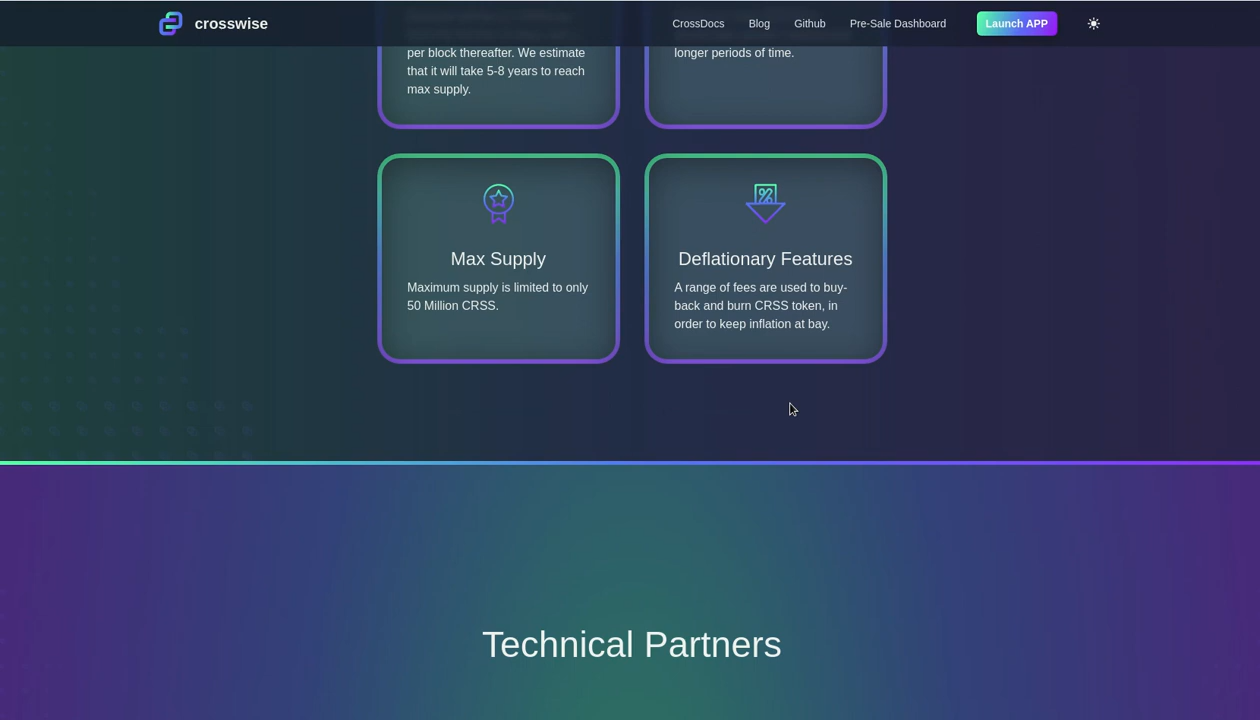 crosswise
CrossDocs
Blog
Github
Pre-Sale Dashboard
Launch APP
per block thereafter. We estimate
that it will take 5-8 years to reach
max supply.
longer periods of time.
Max Supply
Maximum supply is limited to only
50 Million CRSS.
Deflationary Features
A range of fees are used to buy-
back and burn CRSS token, in
order to keep inflation at bay.
Technical Partners